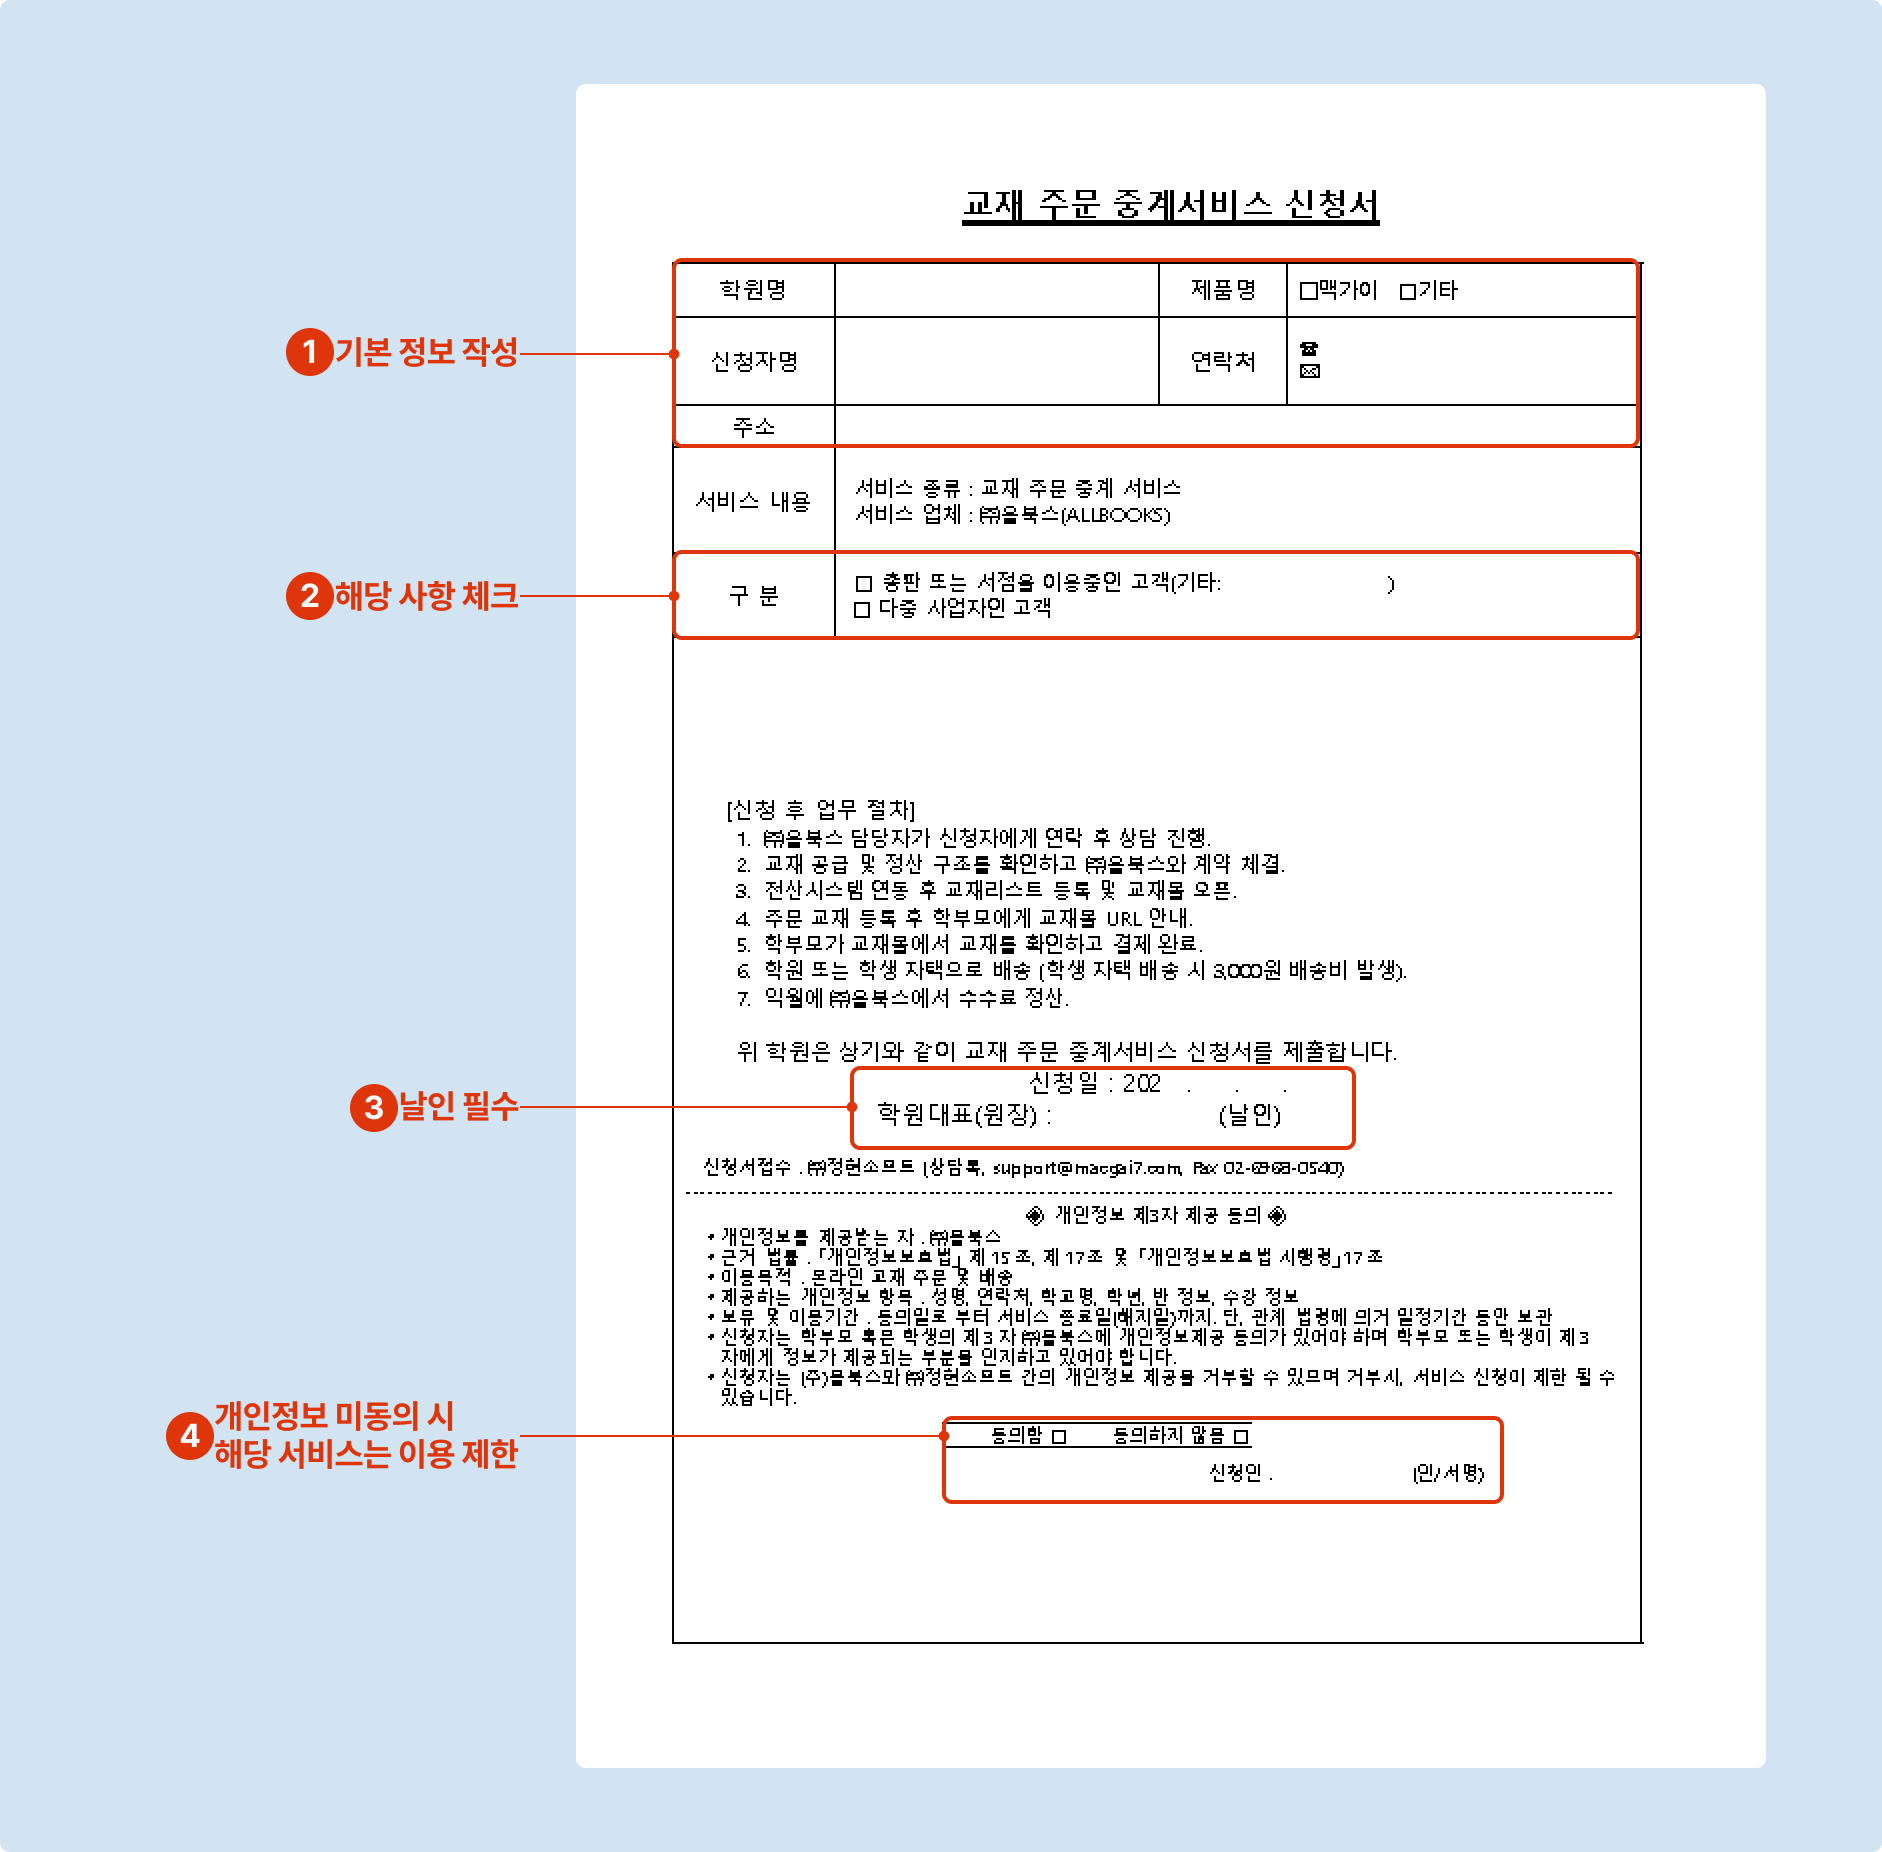 교재 주문 중계서비스 신청서
학원명
제품명
□맥가이 □기타
1 기본 정보 작성
신청자명
연락처
☎
✉
주소
서비스 내용
서비스 종류 : 교재 주문 중계 서비스
서비스 업체 : ㈜올북스(ALLBOOKS)
2 해당 사항 체크
구 분
□ 총판 또는 서점을 이용중인 고객(기타: )
□ 다중 사업자인 고객
[신청 후 업무 절차]
1. ㈜올북스 담당자가 신청자에게 연락 후 상담 진행.
2. 교재 공급 및 정산 구조를 확인하고 ㈜올북스와 계약 체결.
3. 전산시스템 연동 후 교재리스트 등록 및 교재몰 오픈.
4. 주문 교재 등록 후 학부모에게 교재몰 URL 안내.
5. 학부모가 교재몰에서 교재를 확인하고 결제 완료.
6. 학원 또는 학생 자택으로 배송 (학생 자택 배송 시 3,000원 배송비 발생).
7. 익월에 ㈜올북스에서 수수료 정산.
위 학원은 상기와 같이 교재 주문 중계서비스 신청서를 제출합니다.
신청일 : 202 . . .
3 날인 필수
학원대표(원장) : (날인)
신청서접수 : ㈜정현소프트 (상담톡, support@macgai7.com, Fax 02-6968-0540)
◈ 개인정보 제3자 제공 동의 ◈
* 개인정보를 제공받는 자 : ㈜올북스
* 근거 법률 : 「개인정보보호법」 제 15 조, 제 17조 및 「개인정보보호법 시행령」17 조
* 이용목적 : 온라인 교재 주문 및 배송
* 제공하는 개인정보 항목 : 성명, 연락처, 학교명, 학년, 반 정보, 수강 정보
* 보유 및 이용기간 : 동의일로 부터 서비스 종료일(해지일)까지. 단, 관계 법령에 의거 일정기간 동안 보관
* 신청자는 학부모 혹은 학생의 제3 자 ㈜올북스에 개인정보제공 동의가 있어야 하며 학부모 또는 학생이 제 3
자에게 정보가 제공되는 부분을 인지하고 있어야 합니다.
* 신청자는 (주)올북스와 ㈜정현소프트 간의 개인정보 제공을 거부할 수 있으며 거부시, 서비스 신청이 제한 될 수
있습니다.
4 개인정보 미동의 시
해당 서비스는 이용 제한
동의함 □ 동의하지 않음 □
신청인 : (인/서명)